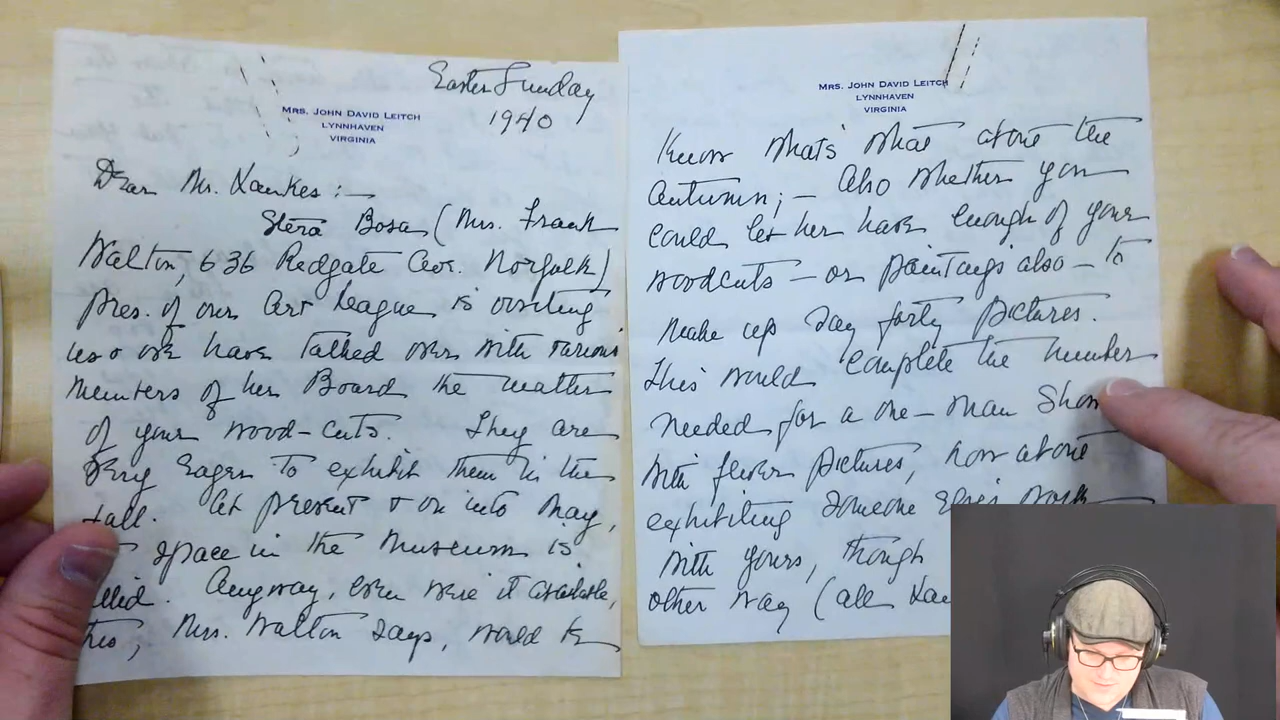 Easter Sunday
1940
MRS. JOHN DAVID LEITCH
LYNNHAVEN
VIRGINIA
Dear Mr. Lankes:—
Stera Bosa (Mrs. Frank
Walton, 636 Redgate Ave. Norfolk)
pres. of our Art League is visiting
us & we have talked over with various
members of her Board the matter
of your wood-cuts. They are
very eager to exhibit them in the
fall. At present & on into May,
space in the Museum is
Anyway, even were it available,
this, Mrs. Walton says, would be
MRS. JOHN DAVID LEITCH
LYNNHAVEN
VIRGINIA
Know what's what about the
autumn;— Also whether you
could let her have enough of your
woodcuts — or paintings also — to
make up say forty pictures.
This would complete the number
needed for a one-man Show
With fewer pictures, how about
exhibiting someone else's work
with yours, though
other way (all